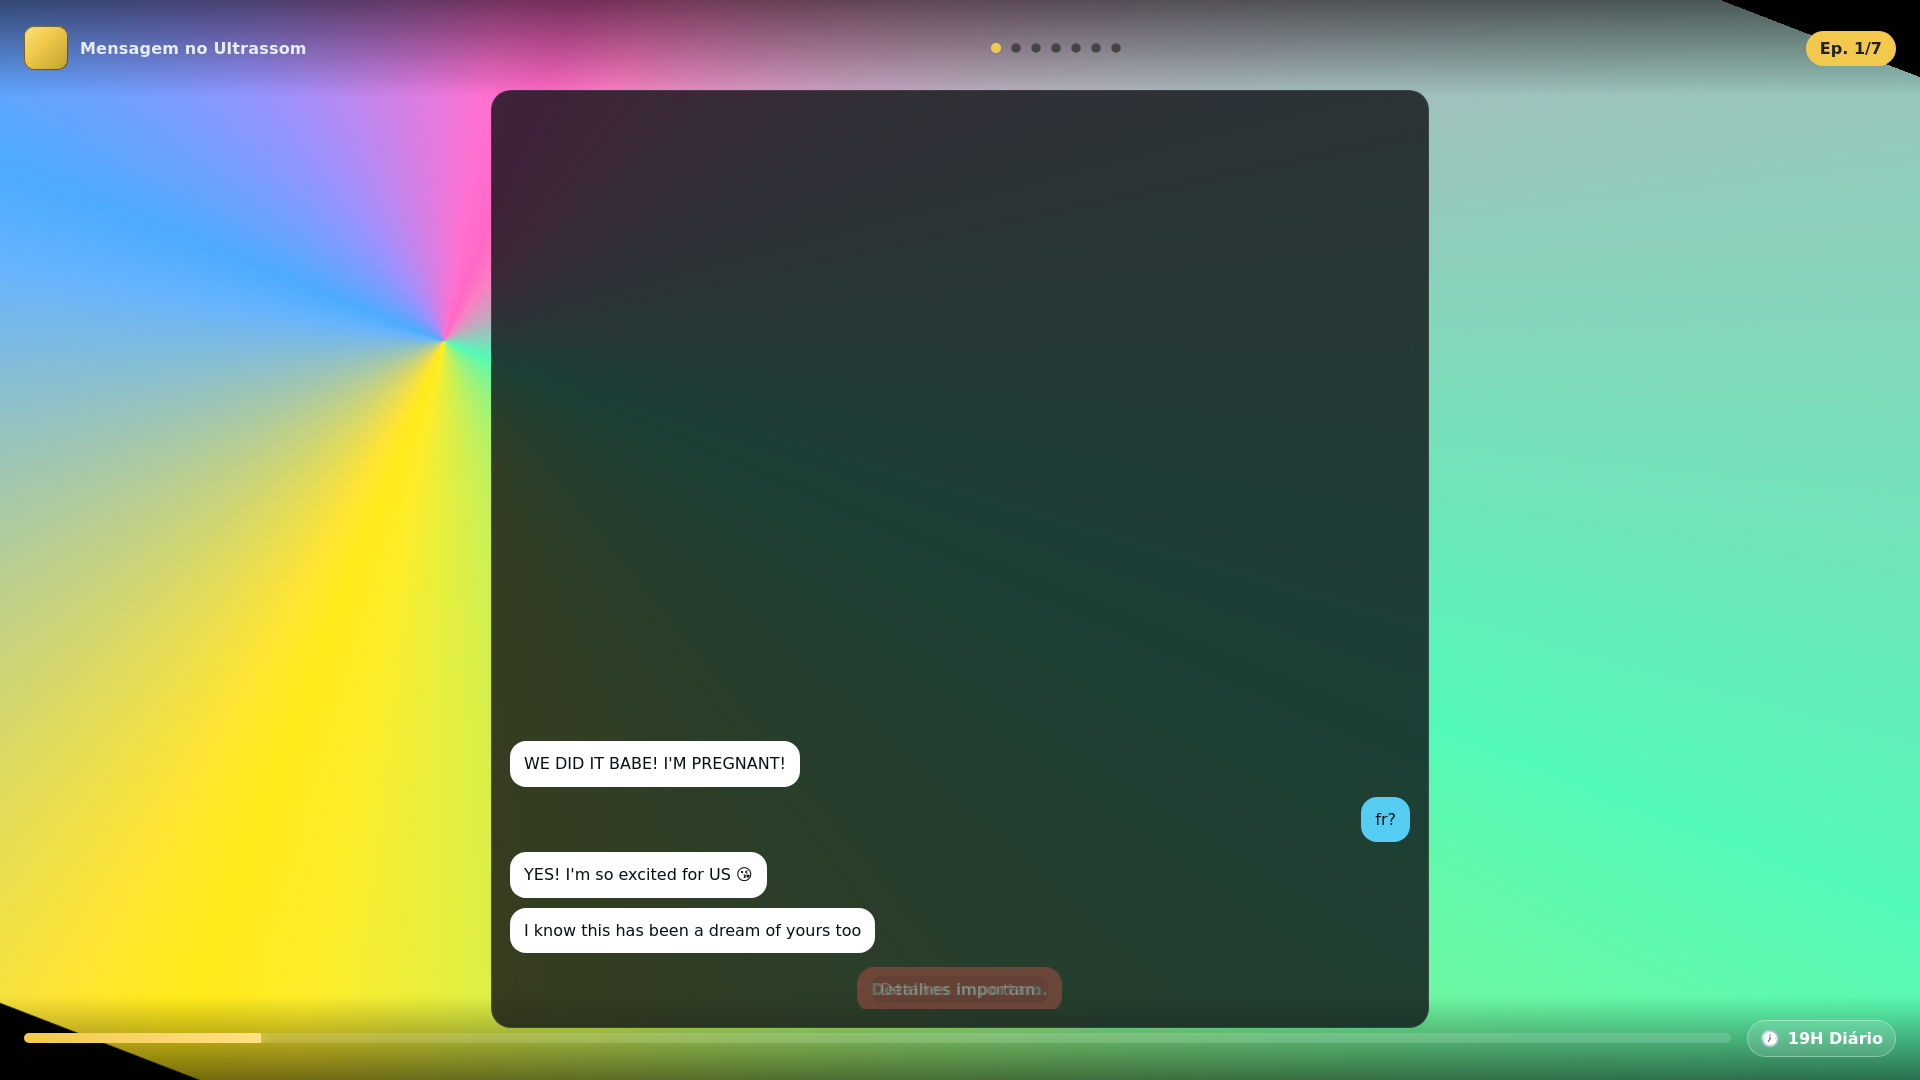 Mensagem no Ultrassom
Ep. 1/7
WE DID IT BABE! I'M PREGNANT!
fr?
YES! I'm so excited for US 😘
I know this has been a dream of yours too
Detalhes importam.
19H Diário